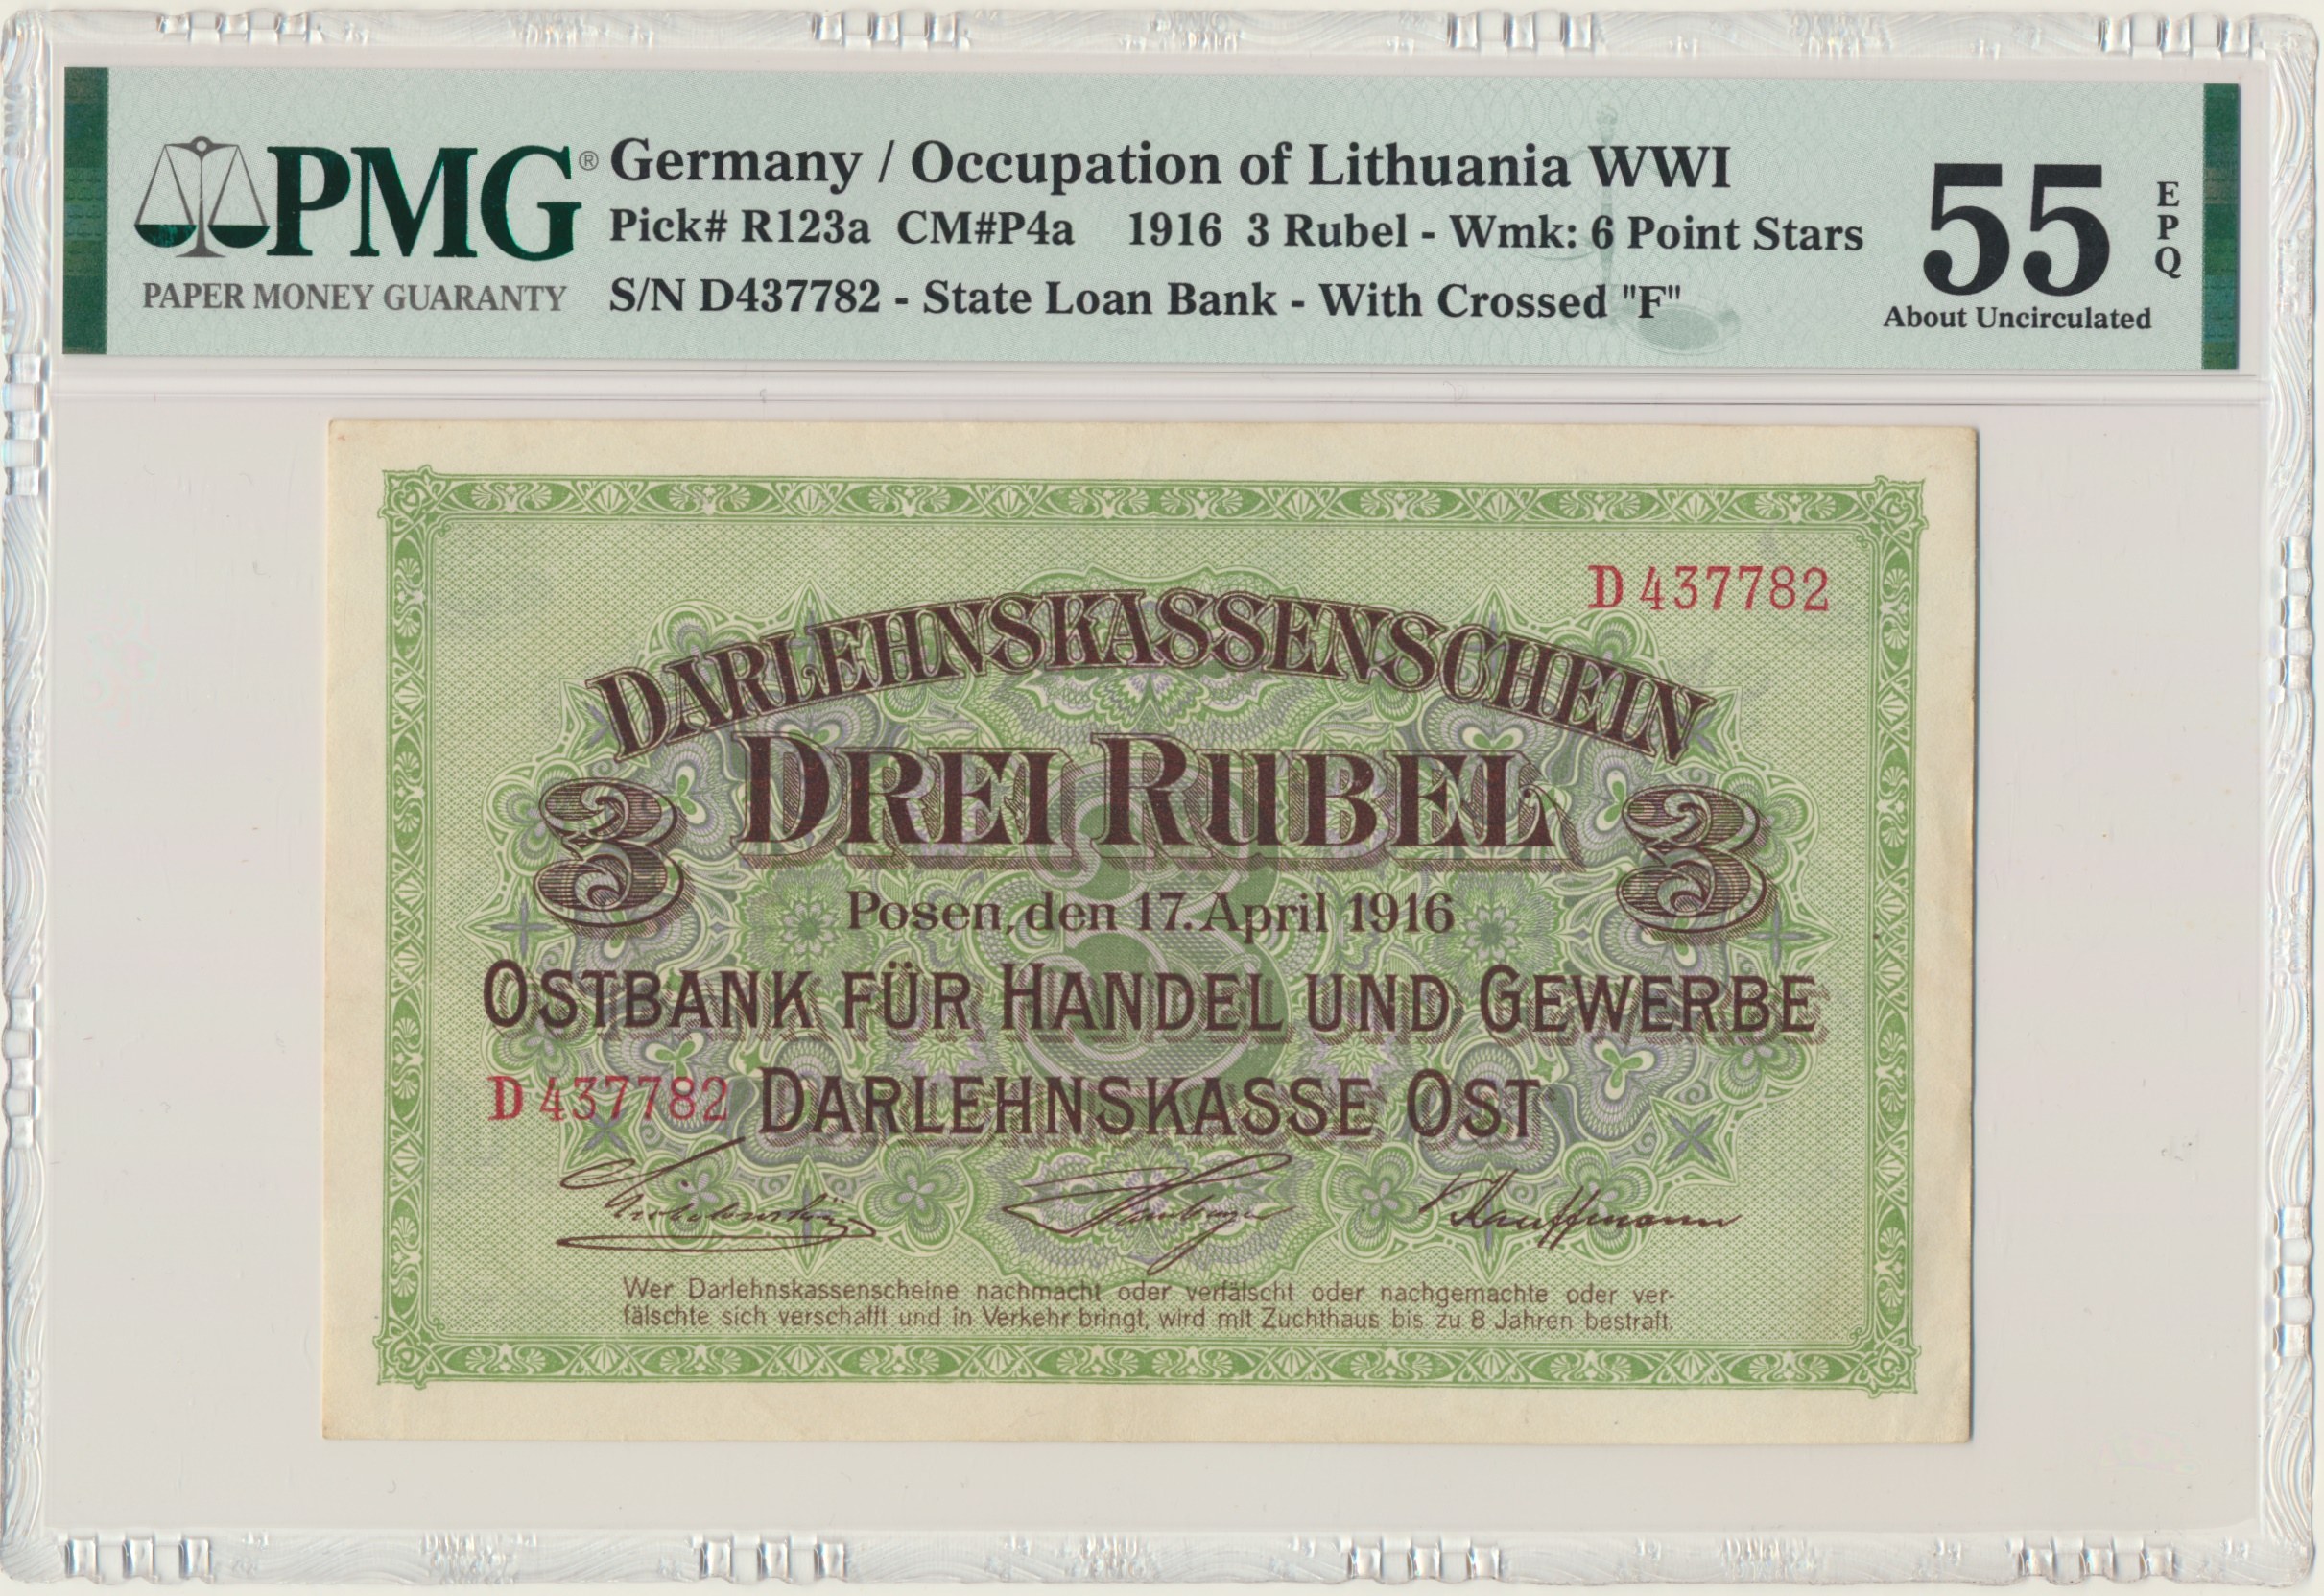 PMG®
PAPER MONEY GUARANTY
Germany / Occupation of Lithuania WWI
Pick# R123a CM#P4a 1916 3 Rubel - Wmk: 6 Point Stars
S/N D437782 - State Loan Bank - With Crossed "F"
55
EPQ
About Uncirculated
D 437782
DARLEHNSKASSENSCHEIN
3 DREI RUBEL 3
Posen, den 17. April 1916
OSTBANK FÜR HANDEL UND GEWERBE
D 437782 DARLEHNSKASSE OST
Kauffmann
Wer Darlehnskassenscheine nachmacht oder verfälscht oder nachgemachte oder ver-
fälschte sich verschafft und in Verkehr bringt, wird mit Zuchthaus bis zu 8 Jahren bestraft.